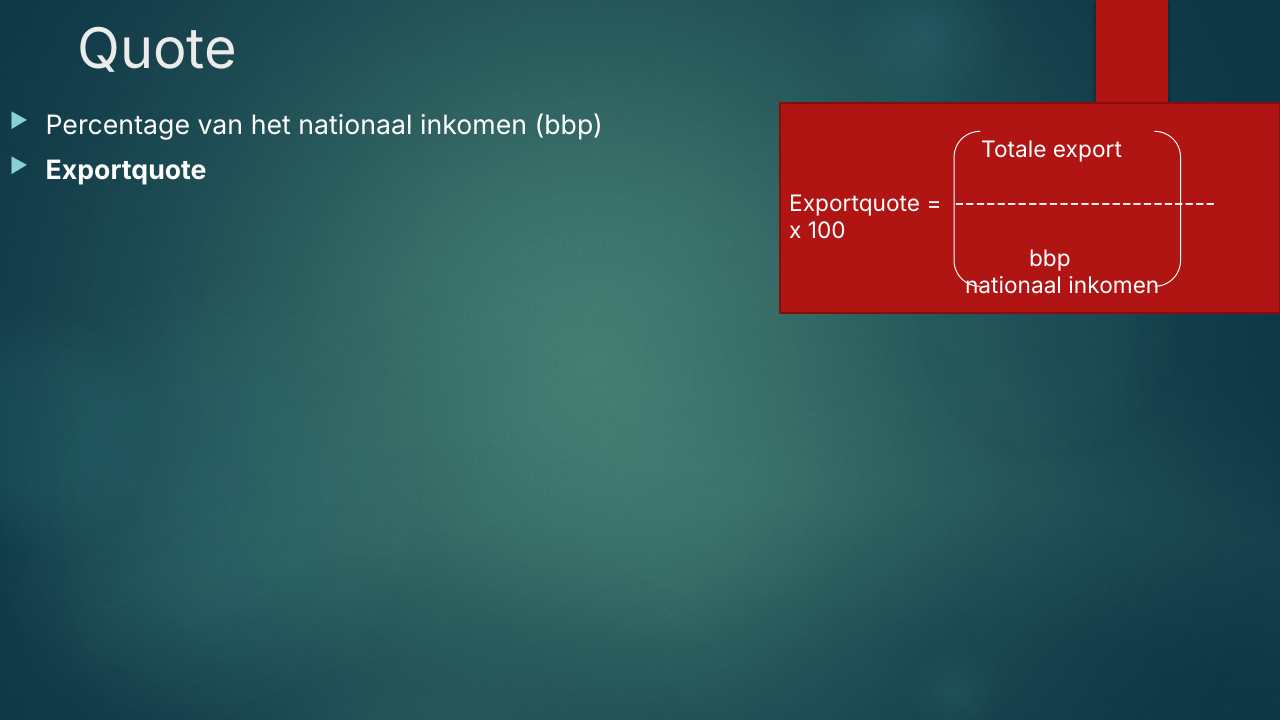 Quote
Percentage van het nationaal inkomen (bbp)
Exportquote
Totale export
Exportquote = -------------------------
x 100
bbp
nationaal inkomen